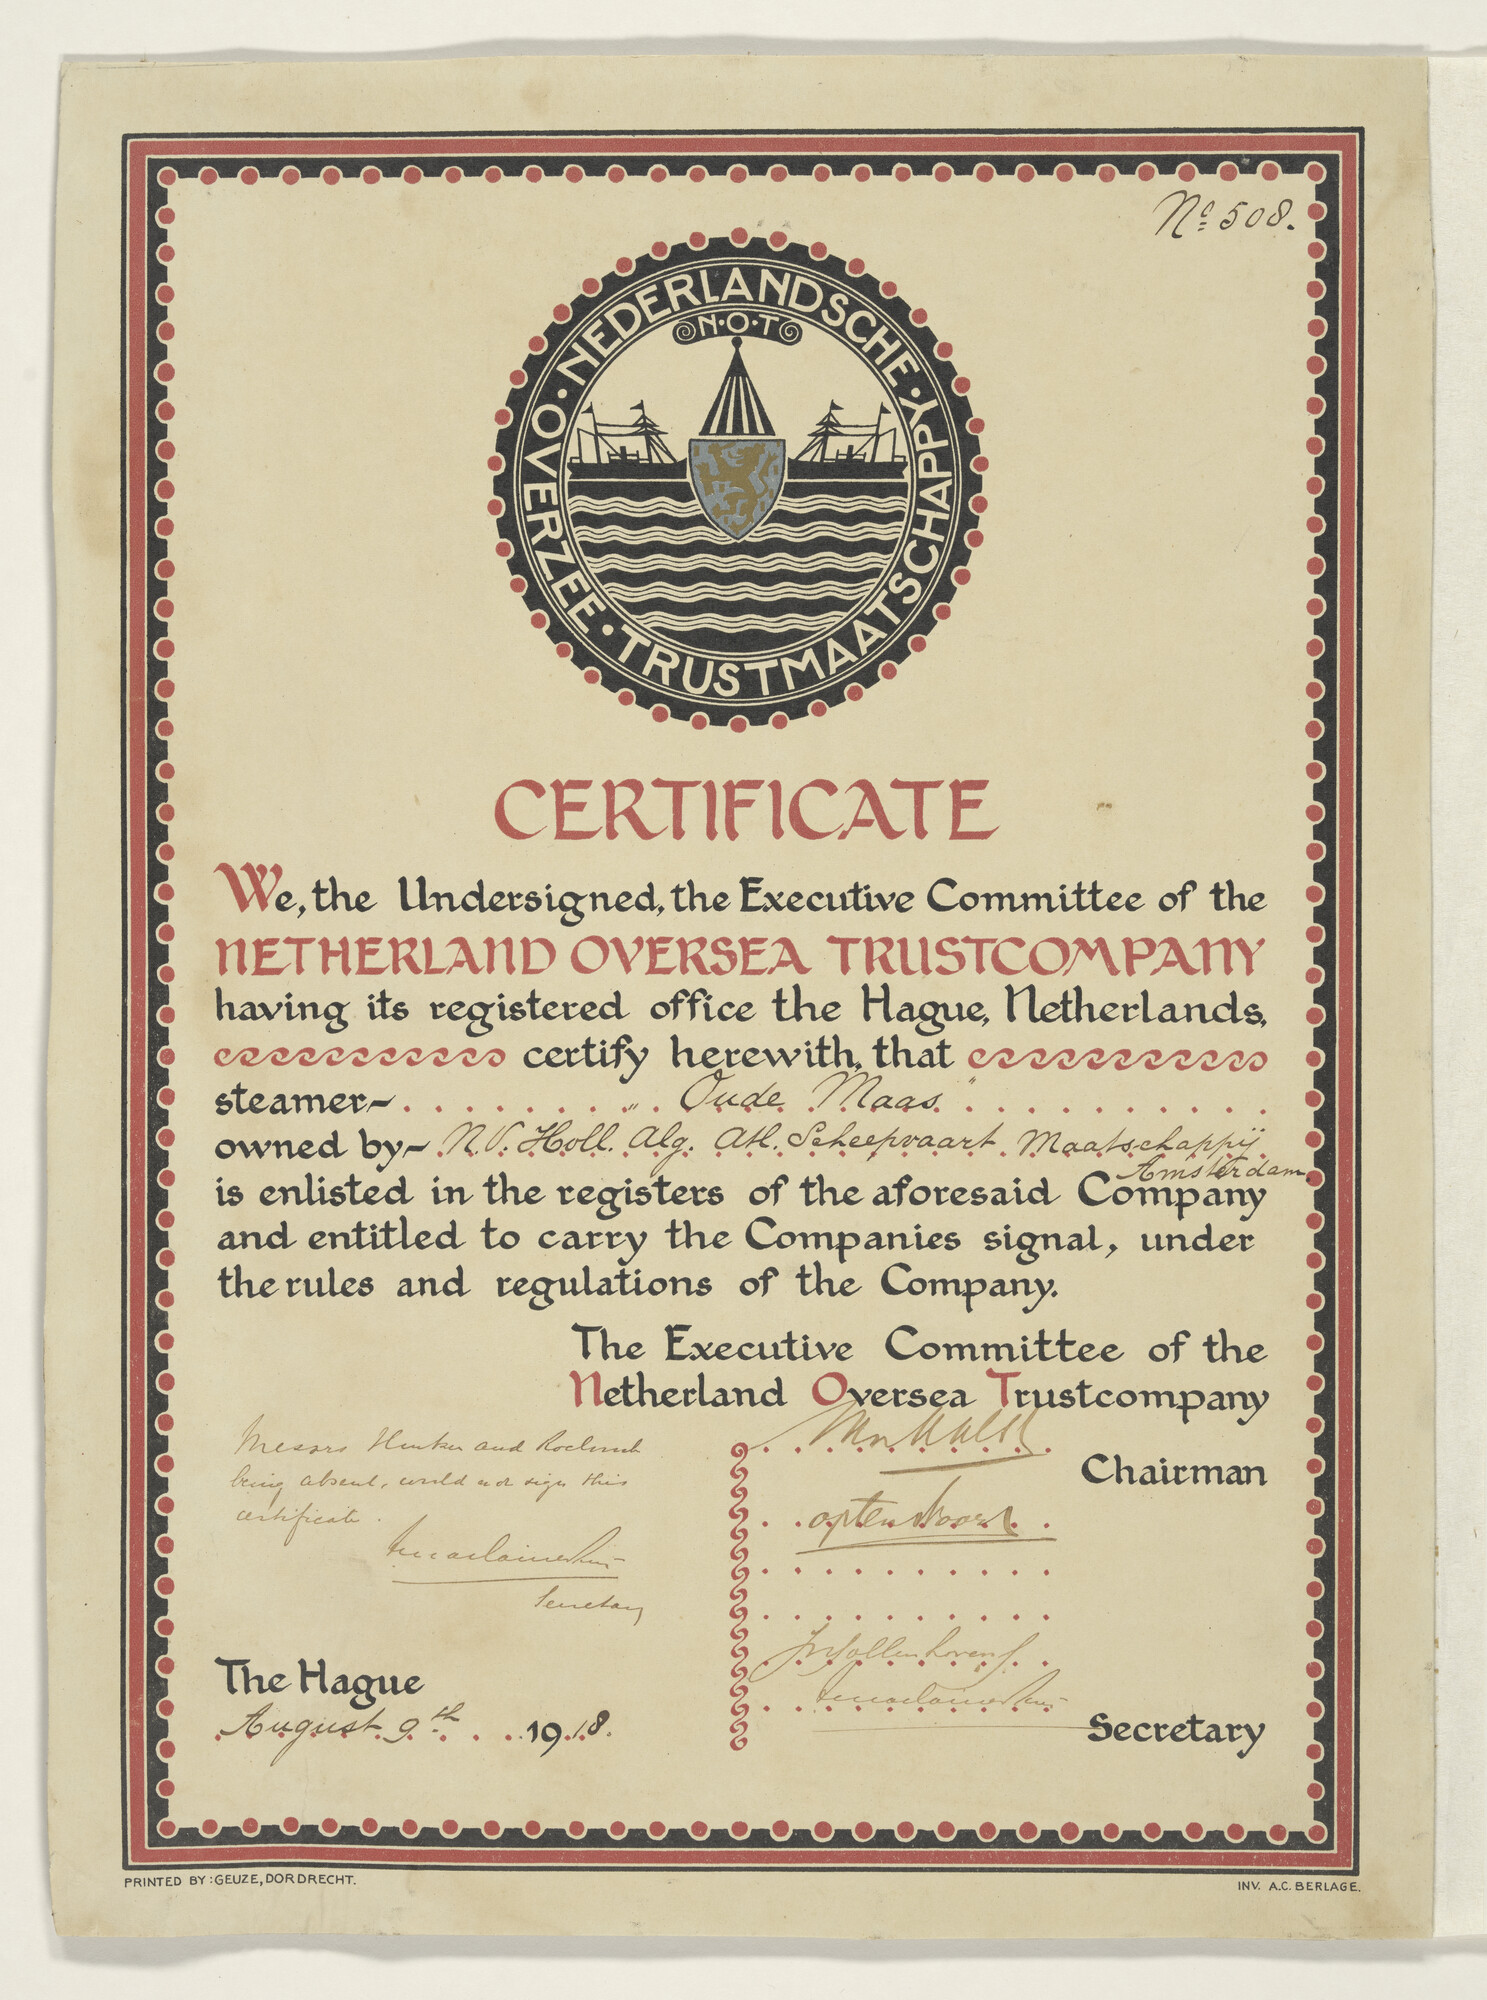 Nº 508.
NEDERLANDSCHE · OVERZEE · TRUSTMAATSCHAPPY ·
N·O·T
CERTIFICATE
We, the Undersigned, the Executive Committee of the
NETHERLAND OVERSEA TRUSTCOMPANY
having its registered office the Hague, Netherlands,
certify herewith, that
steamer~ "Oude Maas"
owned by~ N.V. Holl. Alg. Atl. Scheepvaart Maatschappij
Amsterdam.
is enlisted in the registers of the aforesaid Company
and entitled to carry the Companies signal, under
the rules and regulations of the Company.
The Executive Committee of the
Netherland Oversea Trustcompany
Messrs and
being absent, could not sign this
certificate.
Secretary
Chairman
op ten Noort
The Hague
August 9th 1918.
Secretary
PRINTED BY: GEUZE, DORDRECHT.
INV. A.C. BERLAGE.